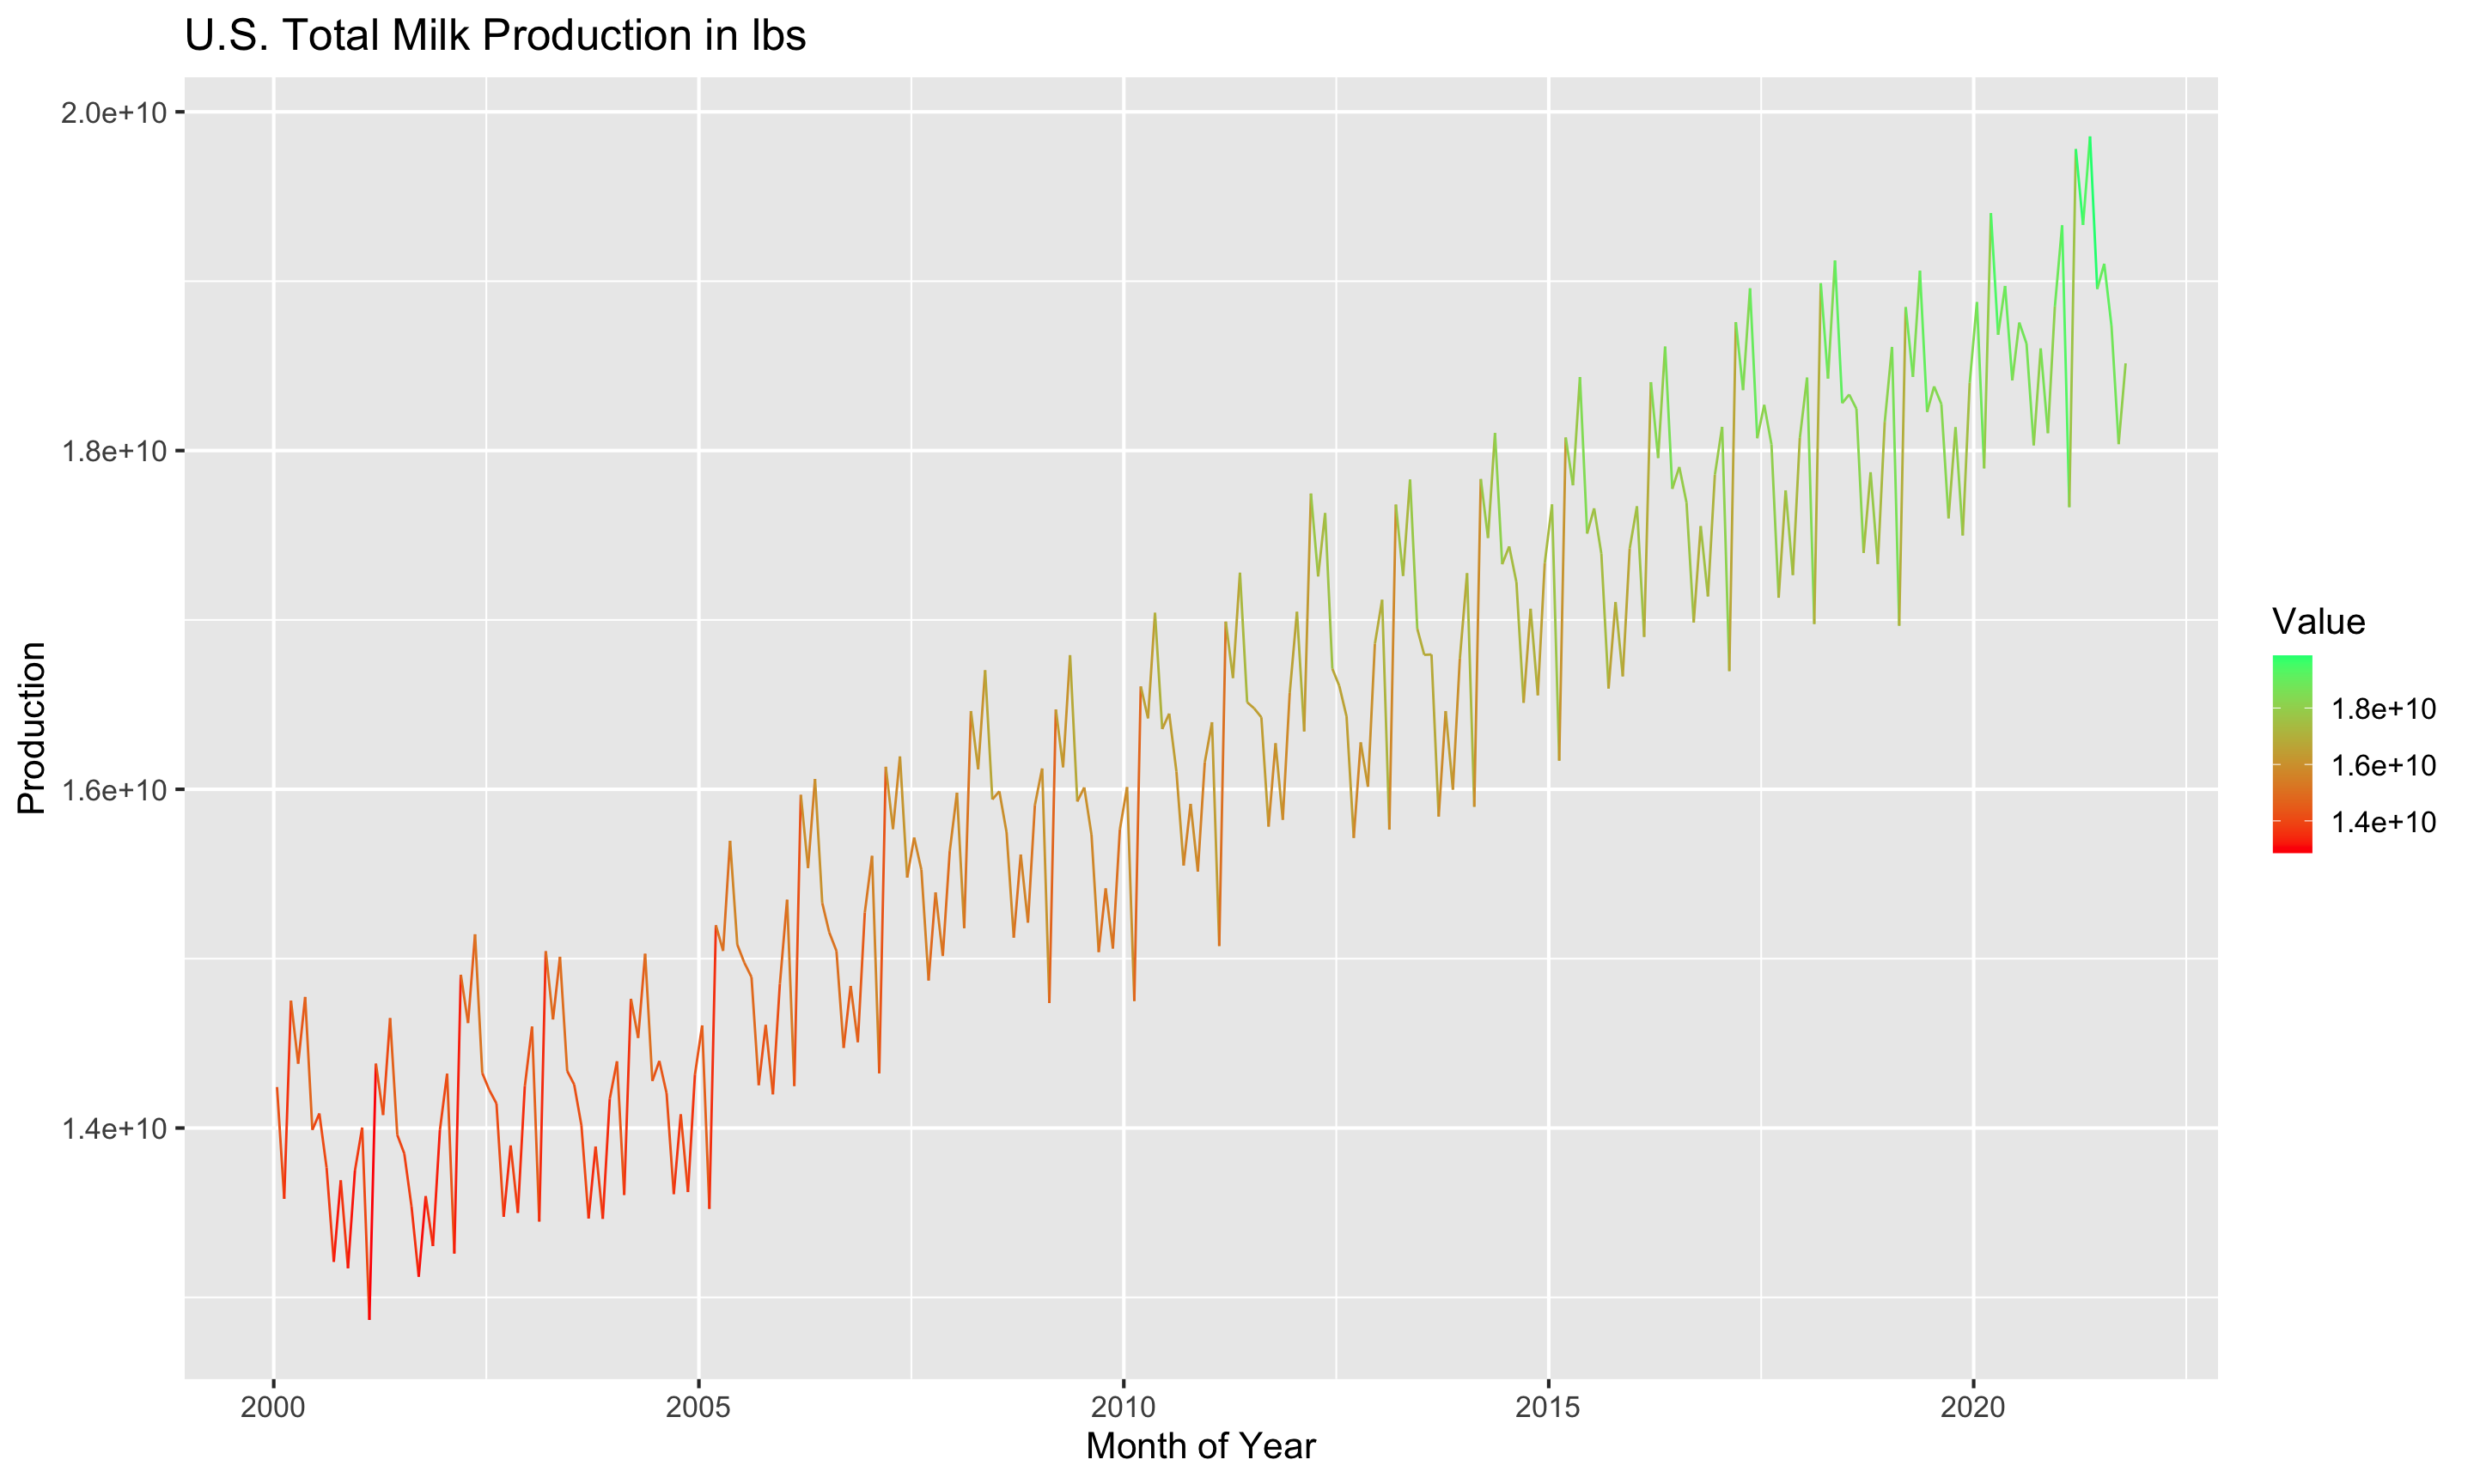 U.S. Total Milk Production in lbs
2.0e+10
1.8e+10
1.6e+10
1.4e+10
Production
2000
2005
2010
2015
2020
Month of Year
Value
1.8e+10
1.6e+10
1.4e+10